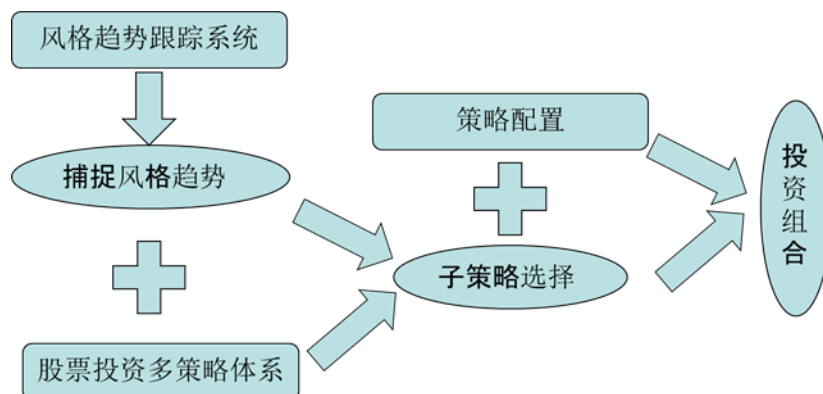 风格趋势跟踪系统
捕捉风格趋势
股票投资多策略体系
策略配置
子策略选择
投资组合